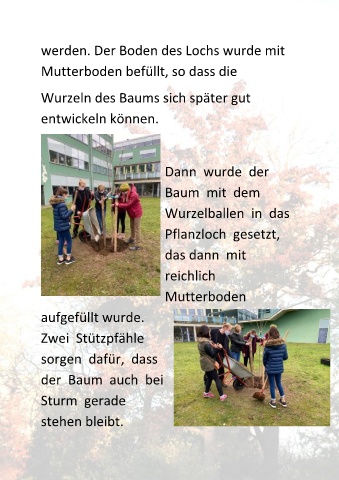 werden. Der Boden des Lochs wurde mit
Mutterboden befüllt, so dass die
Wurzeln des Baums sich später gut
entwickeln können.
Dann wurde der
Baum mit dem
Wurzelballen in das
Pflanzloch gesetzt,
das dann mit
reichlich
Mutterboden
aufgefüllt wurde.
Zwei Stützpfähle
sorgen dafür, dass
der Baum auch bei
Sturm gerade
stehen bleibt.